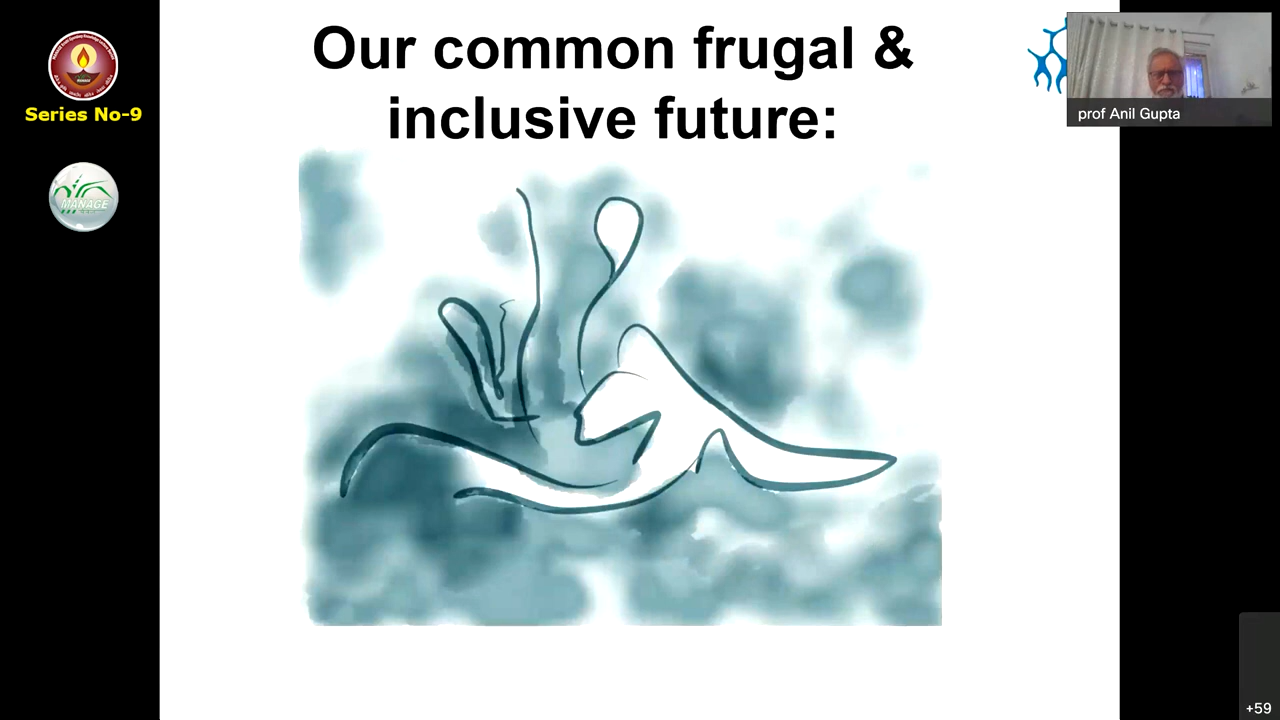 Our common frugal &
inclusive future:
Series No-9
MANAGE
prof Anil Gupta
+59